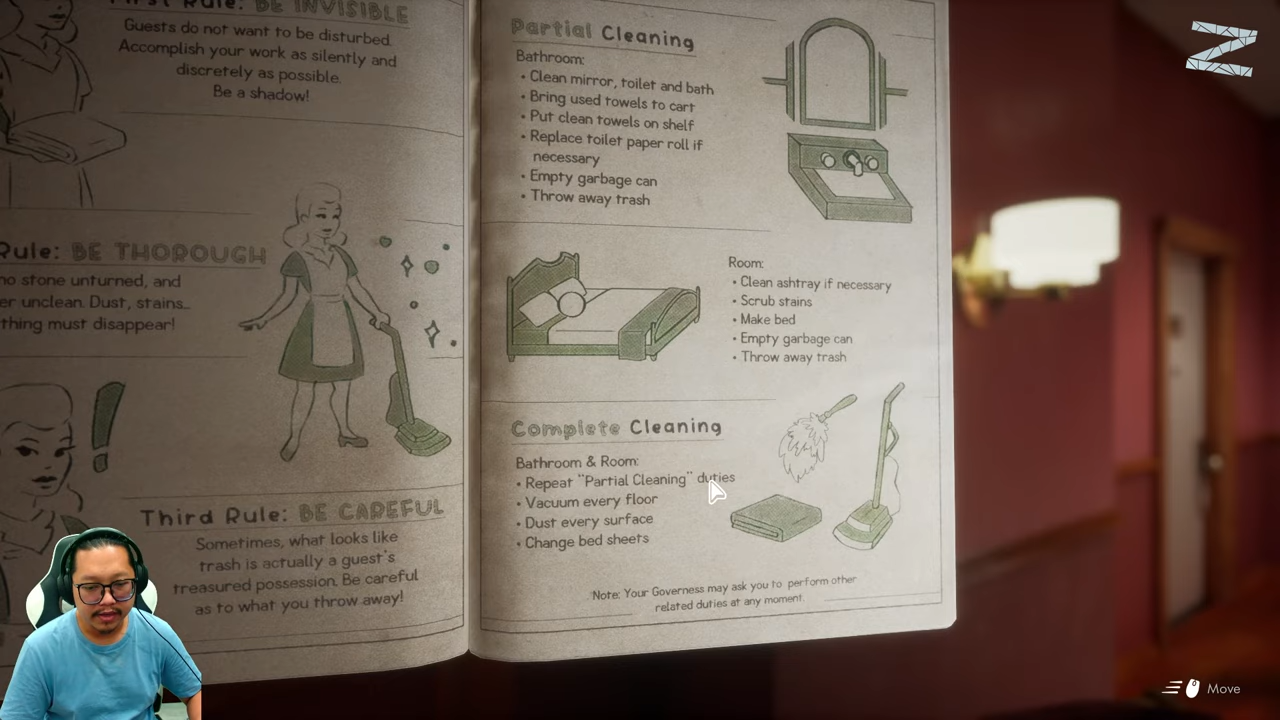 First Rule: BE INVISIBLE
Guests do not want to be disturbed.
Accomplish your work as silently and
discretely as possible.
Be a shadow!
Rule: BE THOROUGH
no stone unturned, and
er unclean. Dust, stains...
thing must disappear!
Third Rule: BE CAREFUL
Sometimes, what looks like
trash is actually a guest's
treasured possession. Be careful
as to what you throw away!
Partial Cleaning
Bathroom:
• Clean mirror, toilet and bath
• Bring used towels to cart
• Put clean towels on shelf
• Replace toilet paper roll if
necessary
• Empty garbage can
• Throw away trash
Room:
• Clean ashtray if necessary
• Scrub stains
• Make bed
• Empty garbage can
• Throw away trash
Complete Cleaning
Bathroom & Room:
• Repeat "Partial Cleaning" duties
• Vacuum every floor
• Dust every surface
• Change bed sheets
Note: Your Governess may ask you to perform other
related duties at any moment.
Z
Move